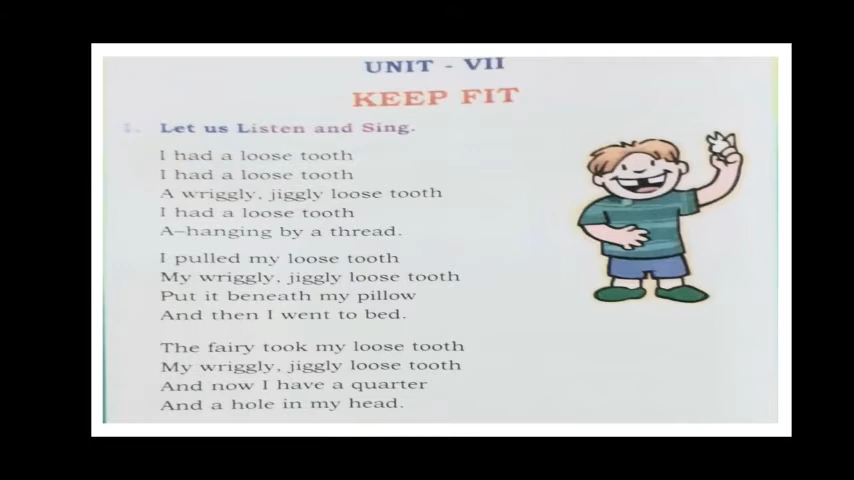 UNIT - VII
KEEP FIT
1. Let us Listen and Sing.
I had a loose tooth
I had a loose tooth
A wriggly, jiggly loose tooth
I had a loose tooth
A-hanging by a thread.
I pulled my loose tooth
My wriggly, jiggly loose tooth
Put it beneath my pillow
And then I went to bed.
The fairy took my loose tooth
My wriggly, jiggly loose tooth
And now I have a quarter
And a hole in my head.